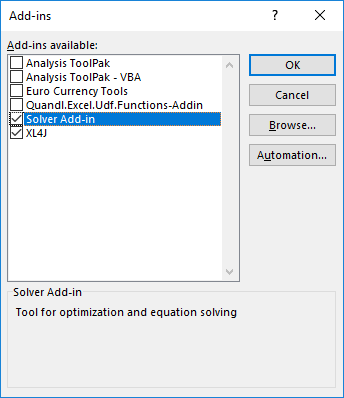 Add-ins
?
Add-ins available:
Analysis ToolPak
Analysis ToolPak - VBA
Euro Currency Tools
Quandl.Excel.Udf.Functions-Addin
Solver Add-in
XL4J
OK
Cancel
Browse...
Automation...
Solver Add-in
Tool for optimization and equation solving